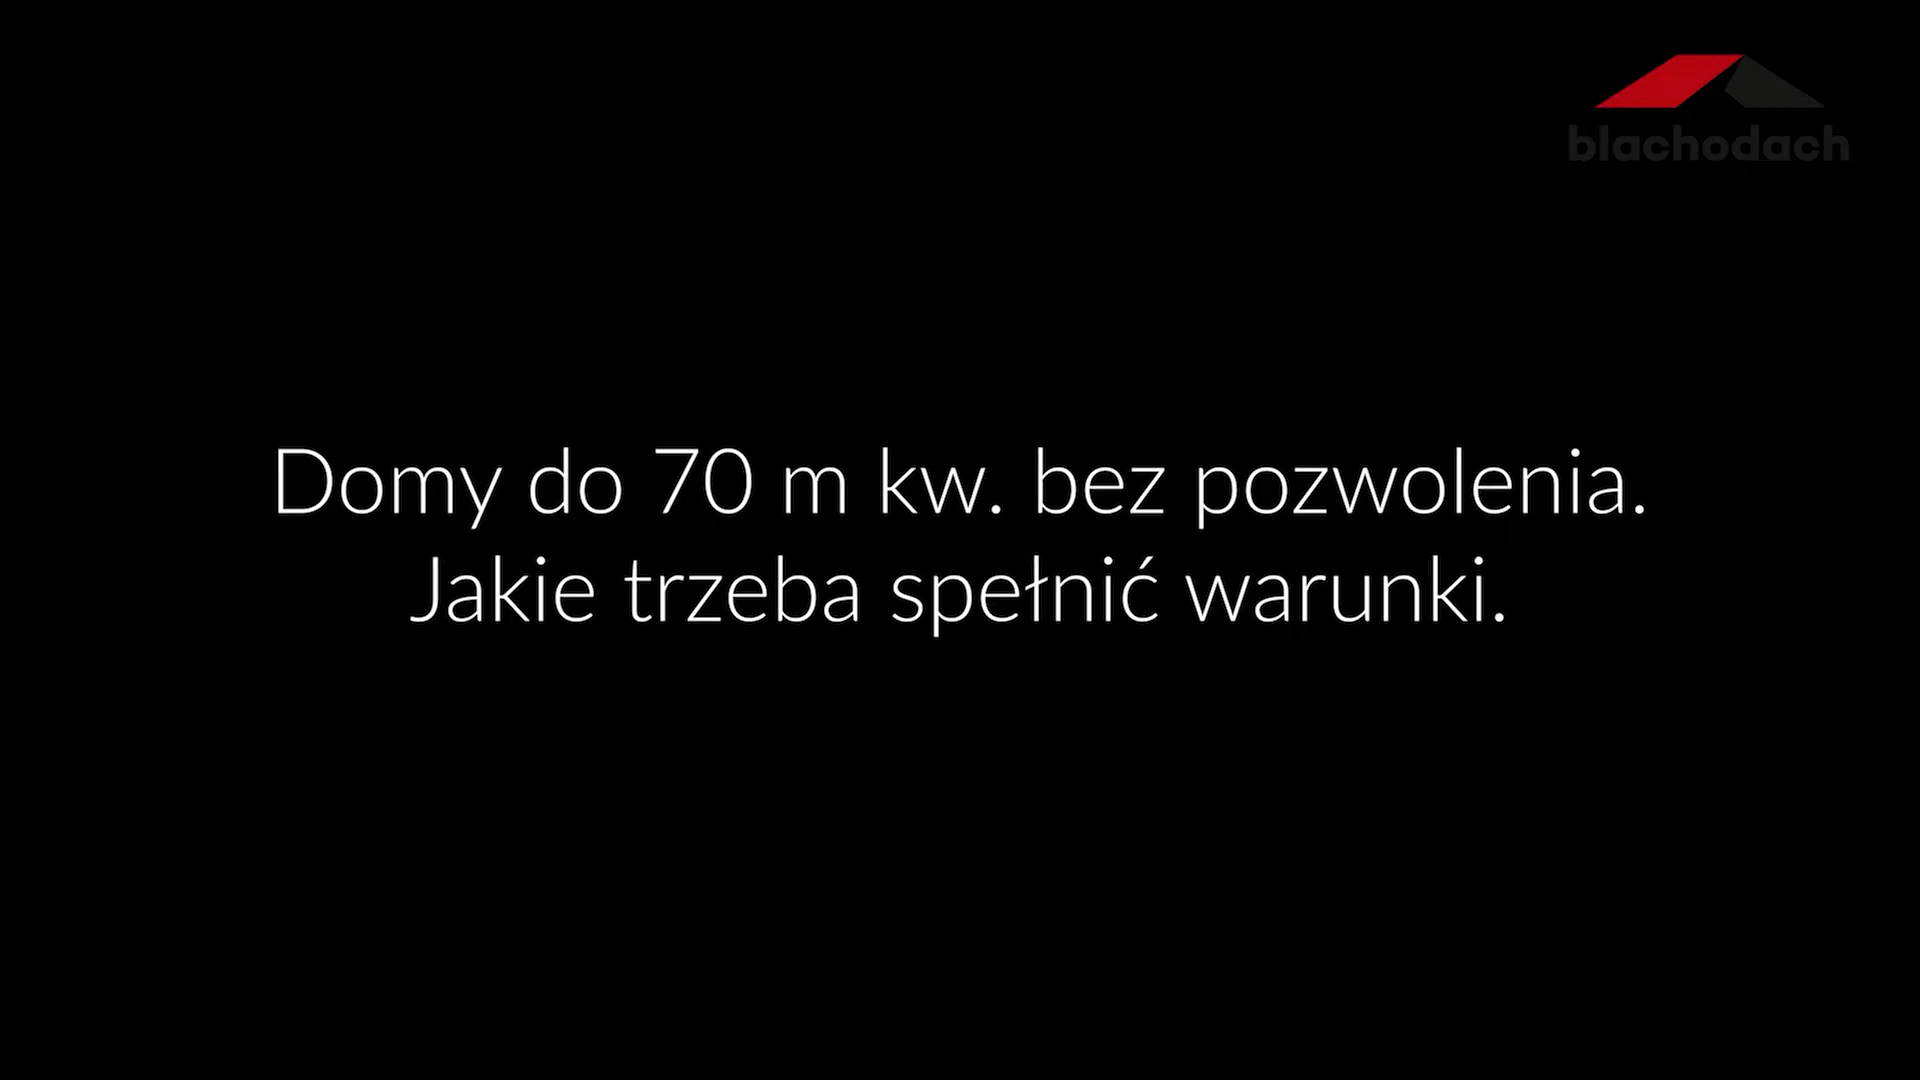 blachodach
Domy do 70 m kw. bez pozwolenia.
Jakie trzeba spełnić warunki.